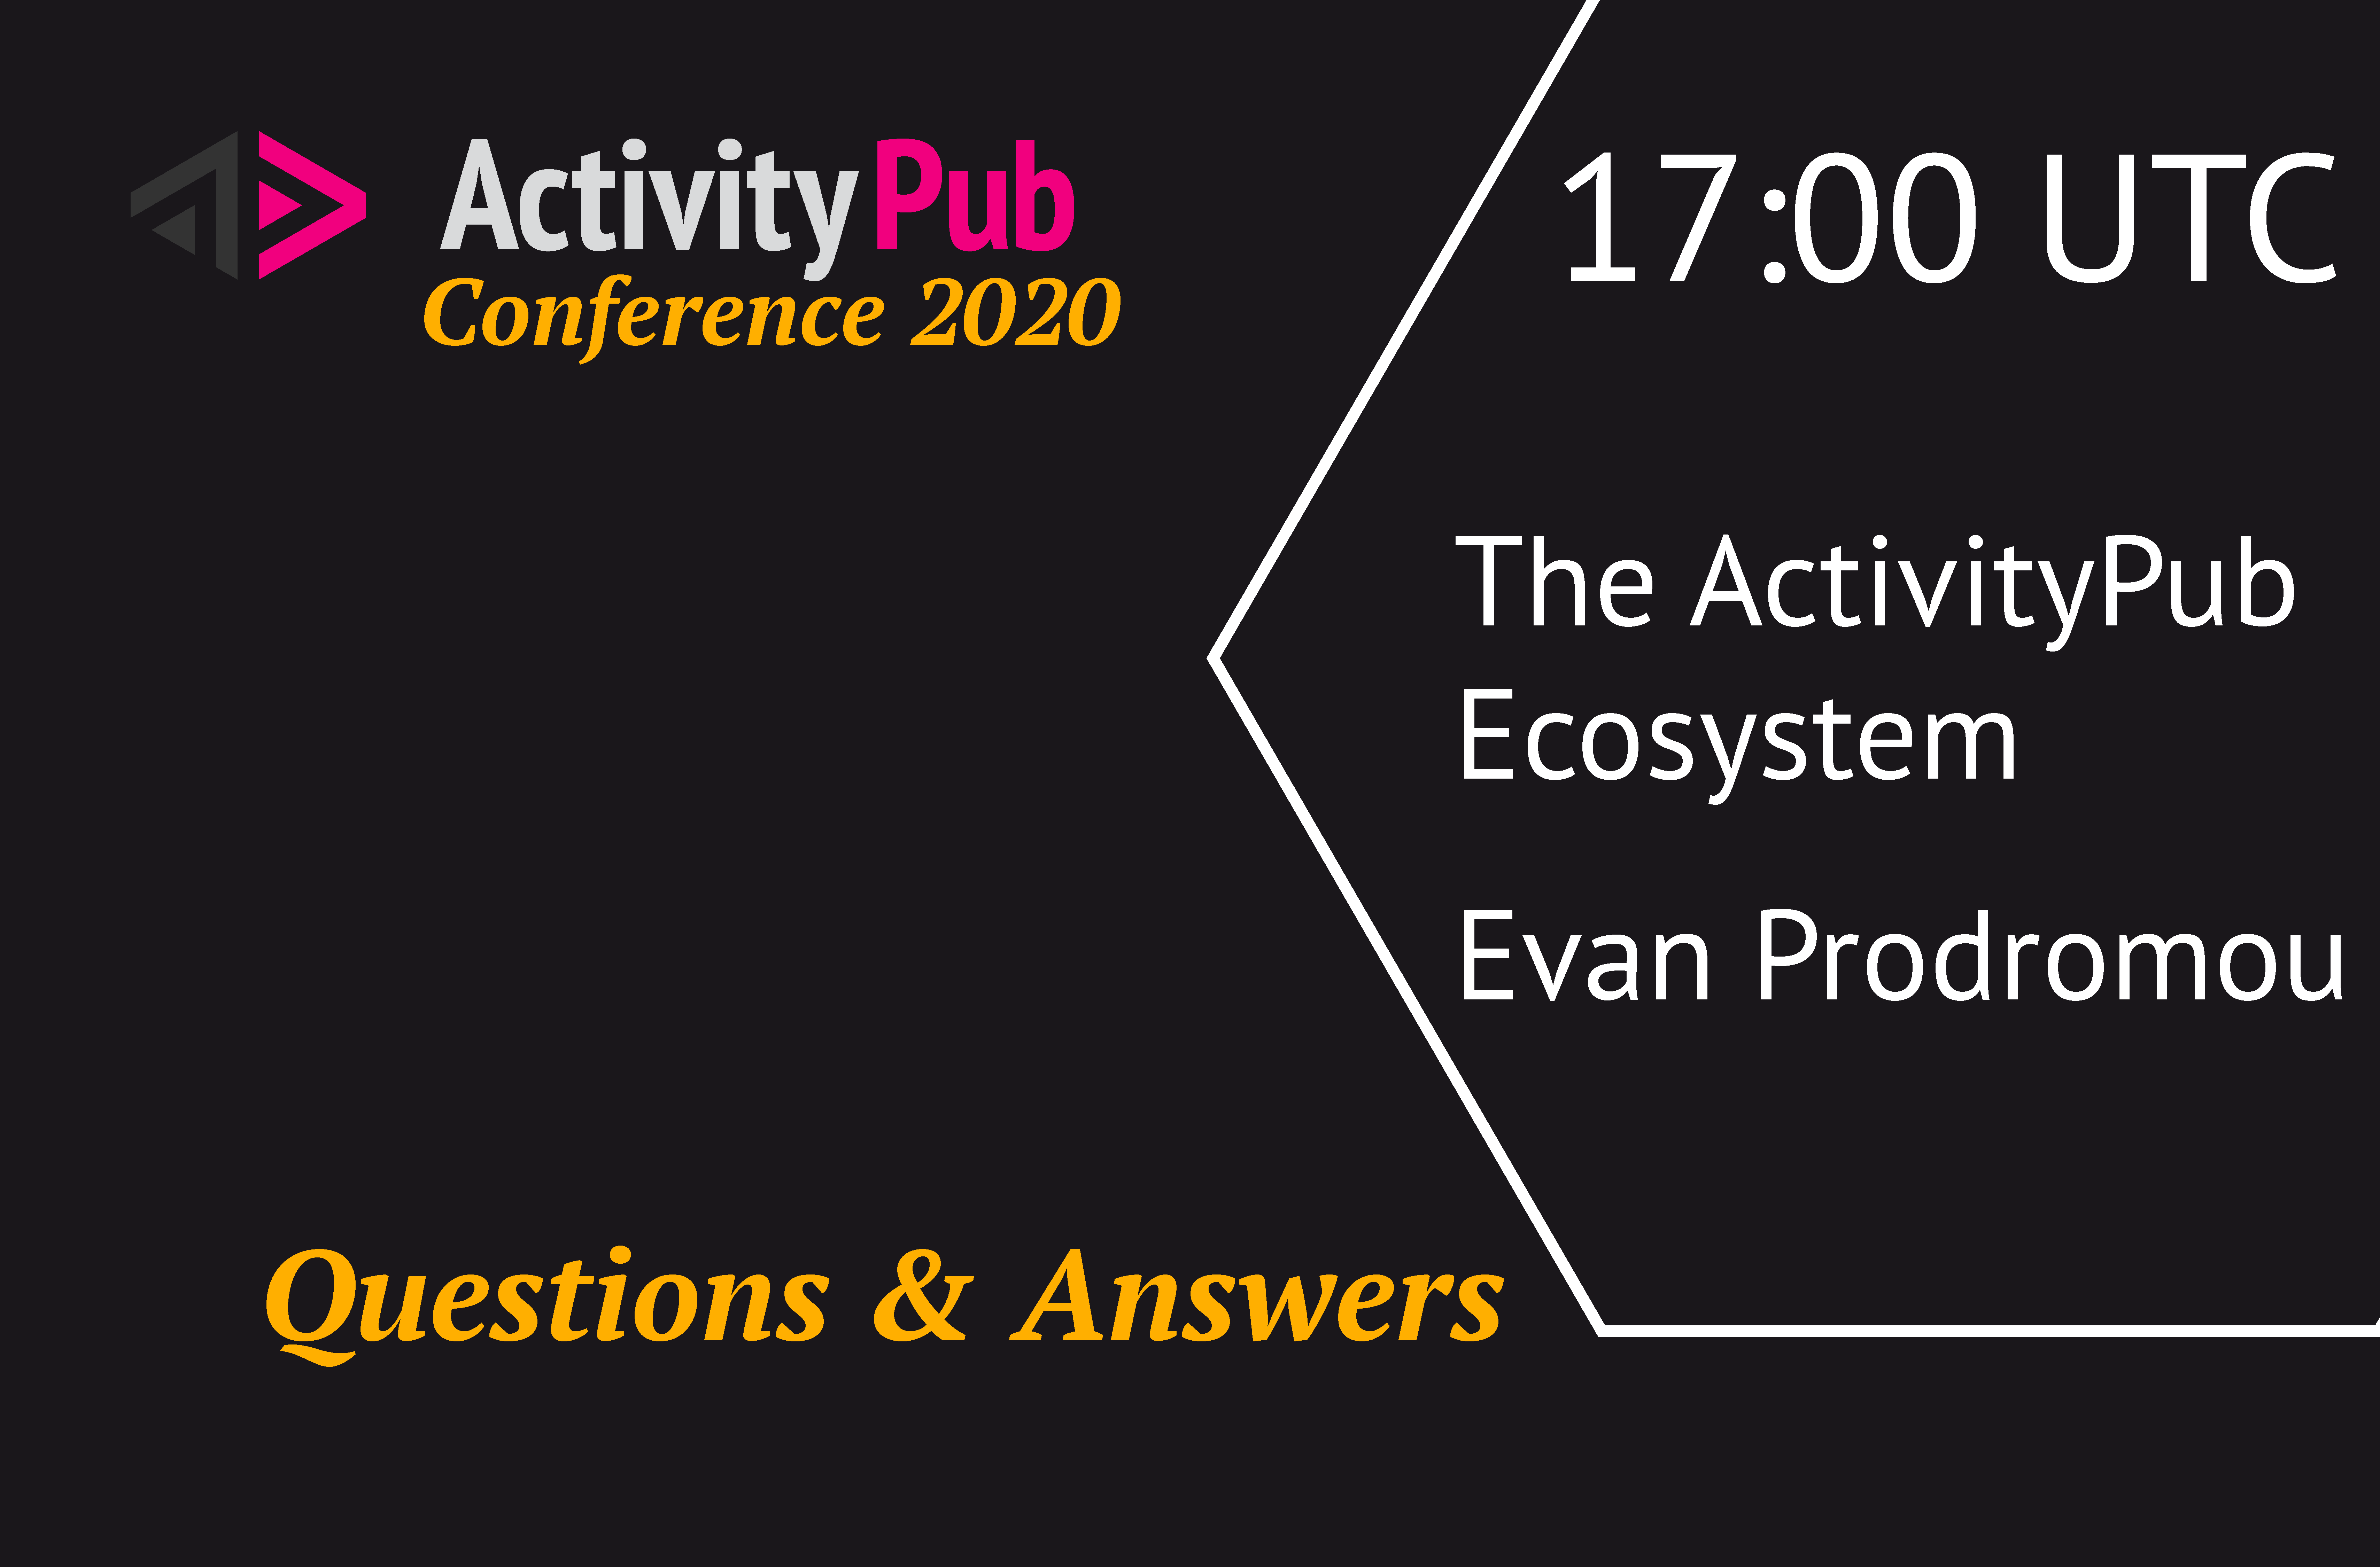 ActivityPub
Conference 2020
17:00 UTC
The ActivityPub
Ecosystem
Evan Prodromou
Questions & Answers